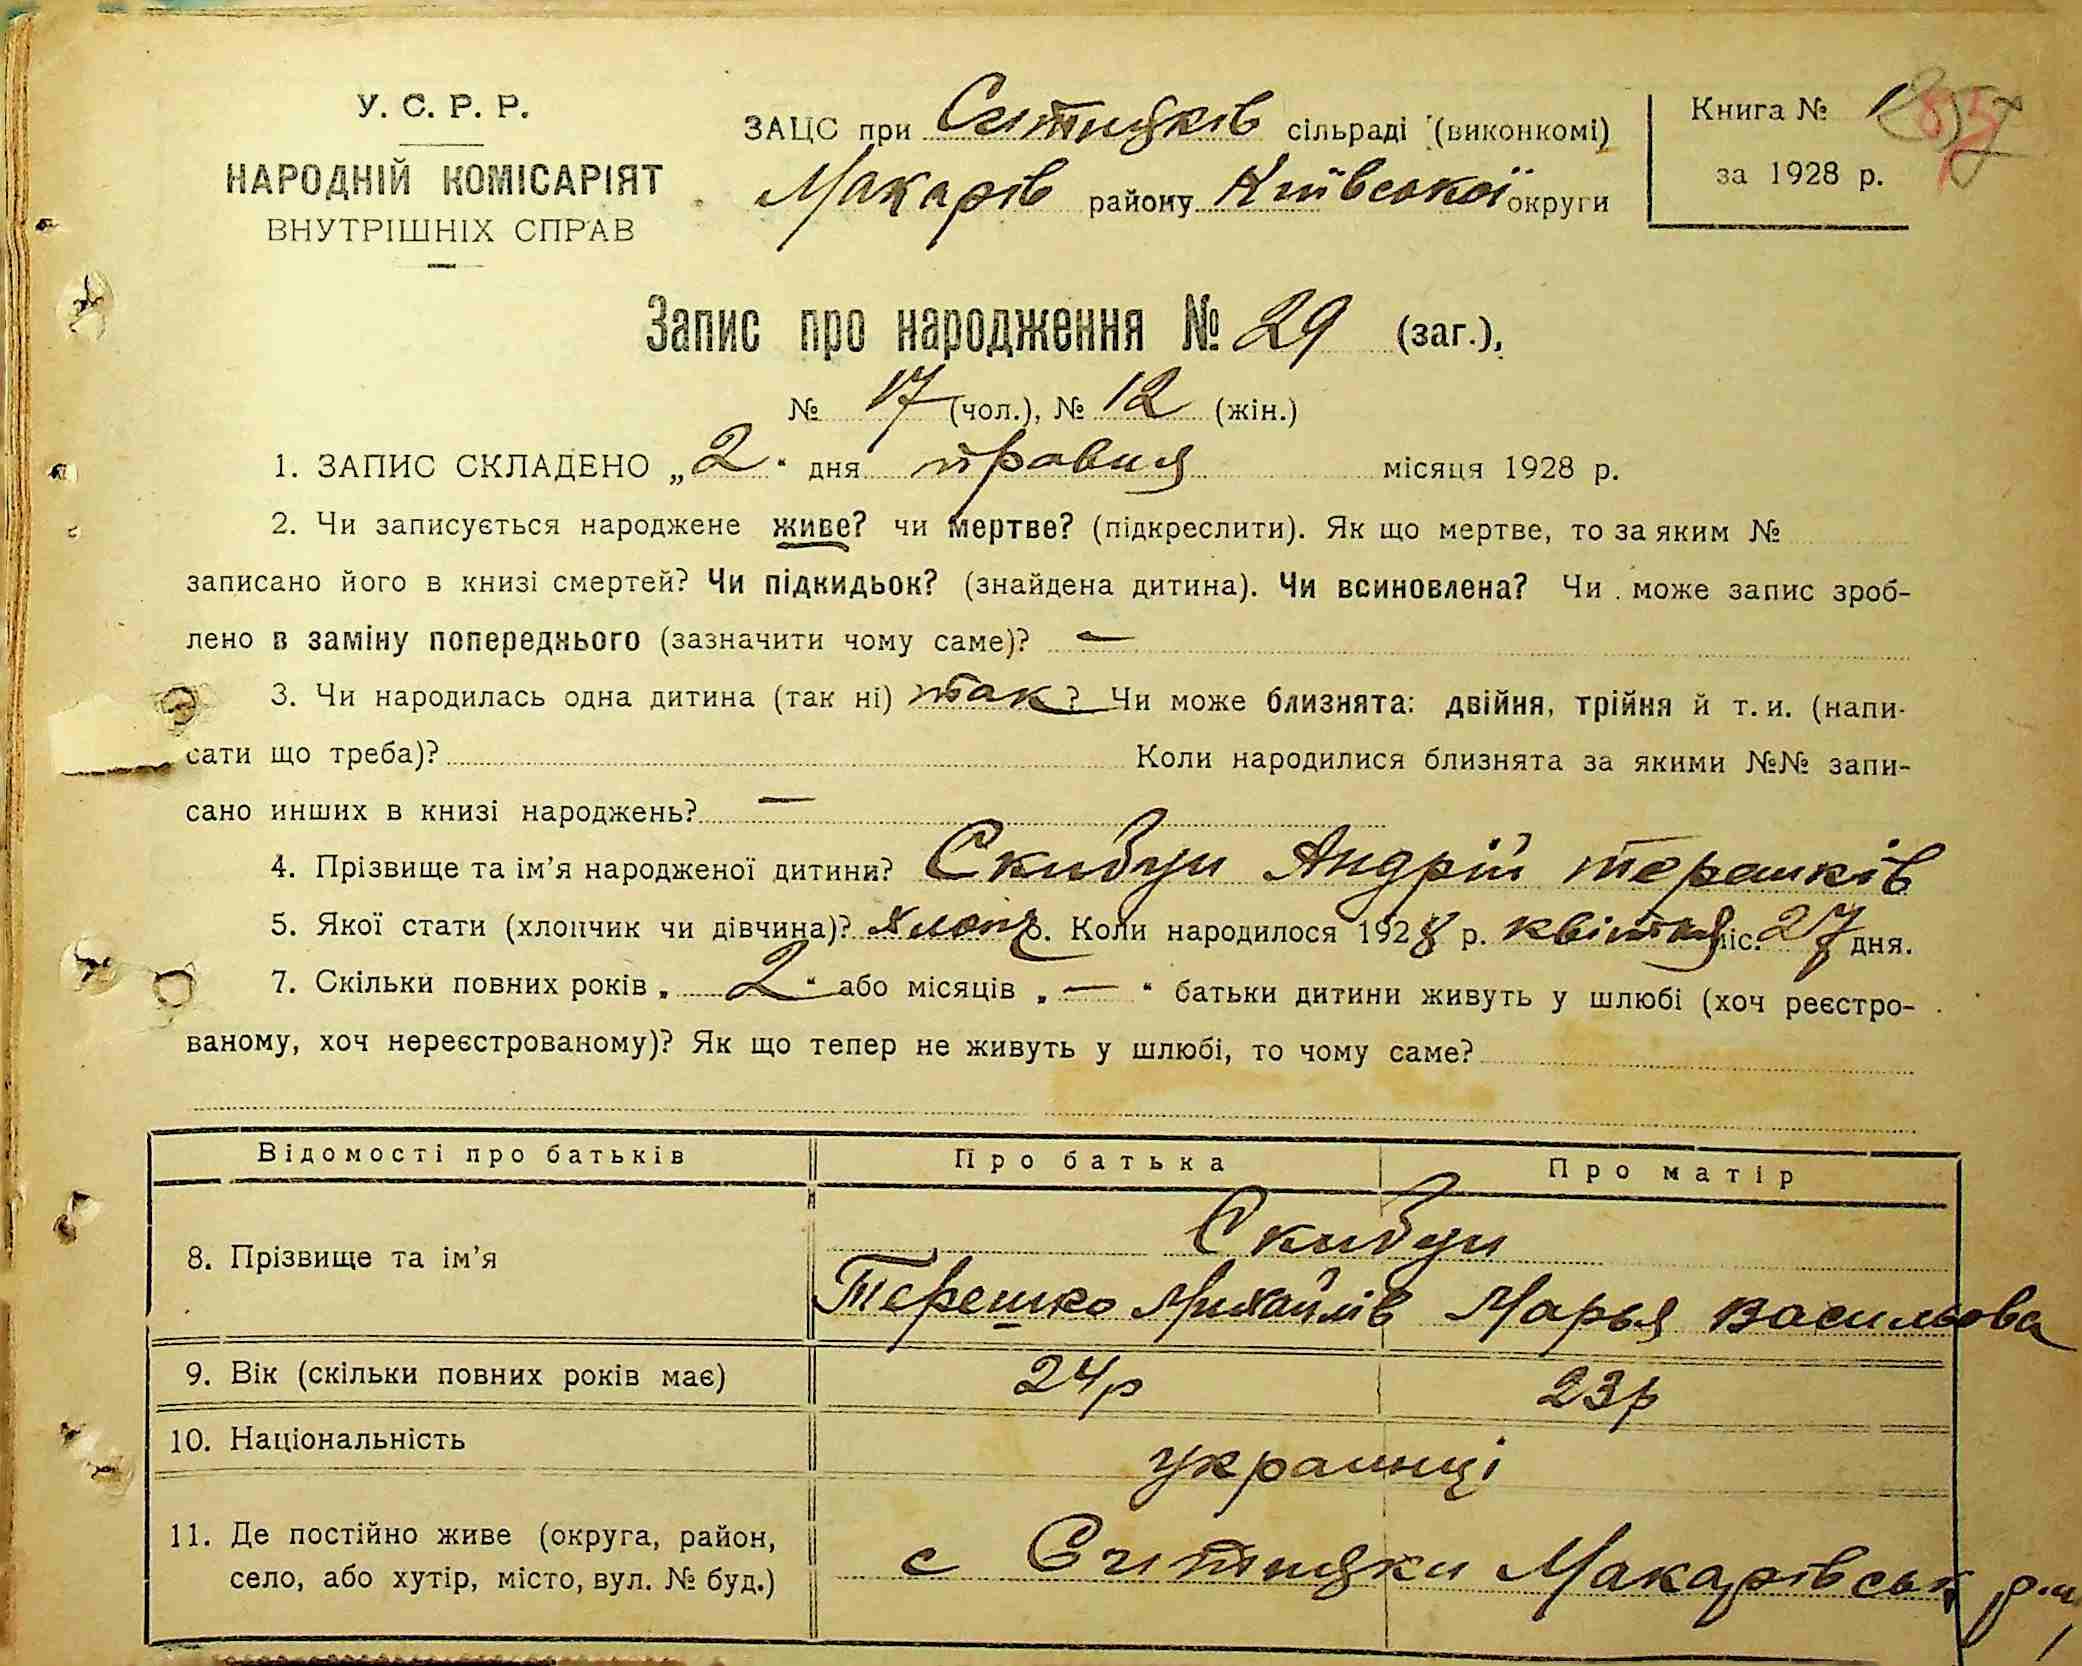 У. С. Р. Р.
НАРОДНІЙ КОМІСАРІЯТ
ВНУТРІШНІХ СПРАВ
ЗАЦС при Ситняків сільраді (виконкомі)
Макарів району Київської округи
Книга № 1
за 1928 р.
Запис про народження № 29 (заг.),
№ 17 (чол.), № 12 (жін.)
1. ЗАПИС СКЛАДЕНО „2" дня травня місяця 1928 р.
2. Чи записується народжене живе? чи мертве? (підкреслити). Як що мертве, то за яким №
записано його в книзі смертей? Чи підкидьок? (знайдена дитина). Чи всиновлена? Чи може запис зроб-
лено в заміну попереднього (зазначити чому саме)? —
3. Чи народилась одна дитина (так ні) так? Чи може близнята: двійня, трійня й т. и. (напи-
сати що треба)? Коли народилися близнята за якими №№ запи-
сано инших в книзі народжень? —
4. Прізвище та ім'я народженої дитини? Скибун Андрій терешків
5. Якої стати (хлопчик чи дівчина)? хлопч. Коли народилося 1928 р. квітня міс. 27 дня.
7. Скільки повних років „2" або місяців „—" батьки дитини живуть у шлюбі (хоч реєстро-
ваному, хоч нереєстрованому)? Як що тепер не живуть у шлюбі, то чому саме?
Відомості про батьків Про батька Про матір
Скибун
8. Прізвище та ім'я Терешко Михайлів Марья Васильова
9. Вік (скільки повних років має) 24р 23р
10. Національність украинці
11. Де постійно живе (округа, район,
село, або хутір, місто, вул. № буд.) с Ситняки Макарівськ р-н